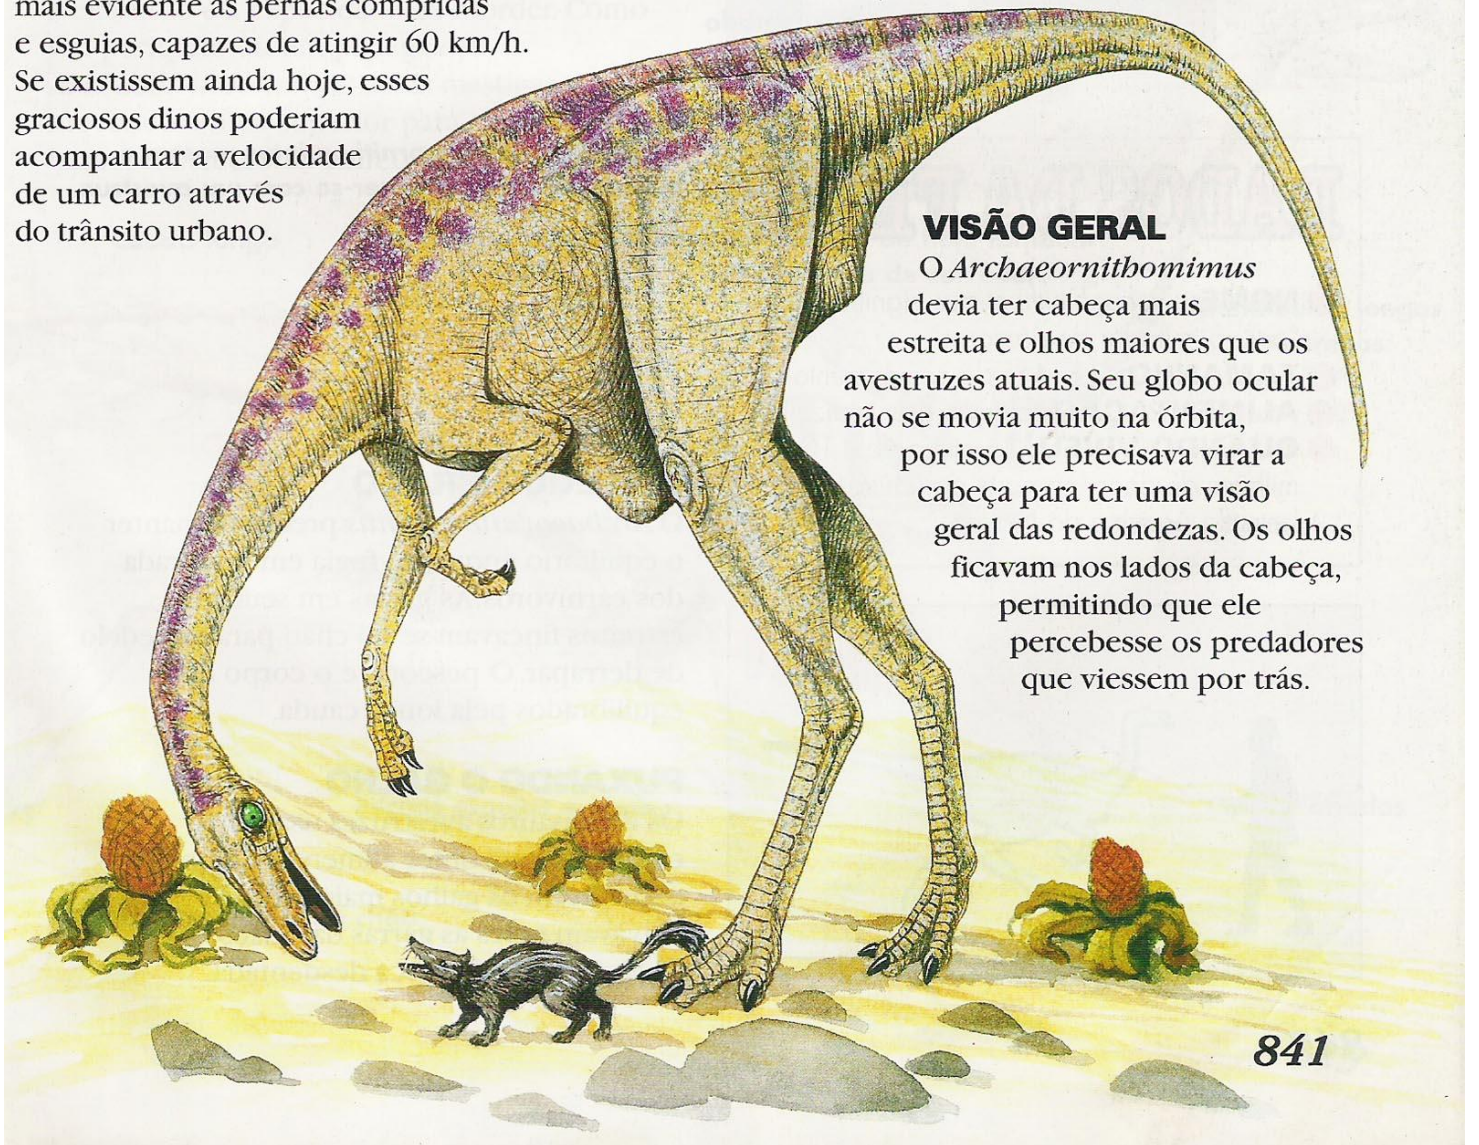 mais evidente as pernas compridas
e esguias, capazes de atingir 60 km/h.
Se existissem ainda hoje, esses
graciosos dinos poderiam
acompanhar a velocidade
de um carro através
do trânsito urbano.
VISÃO GERAL
O Archaeornithomimus
devia ter cabeça mais
estreita e olhos maiores que os
avestruzes atuais. Seu globo ocular
não se movia muito na órbita,
por isso ele precisava virar a
cabeça para ter uma visão
geral das redondezas. Os olhos
ficavam nos lados da cabeça,
permitindo que ele
percebesse os predadores
que viessem por trás.
841